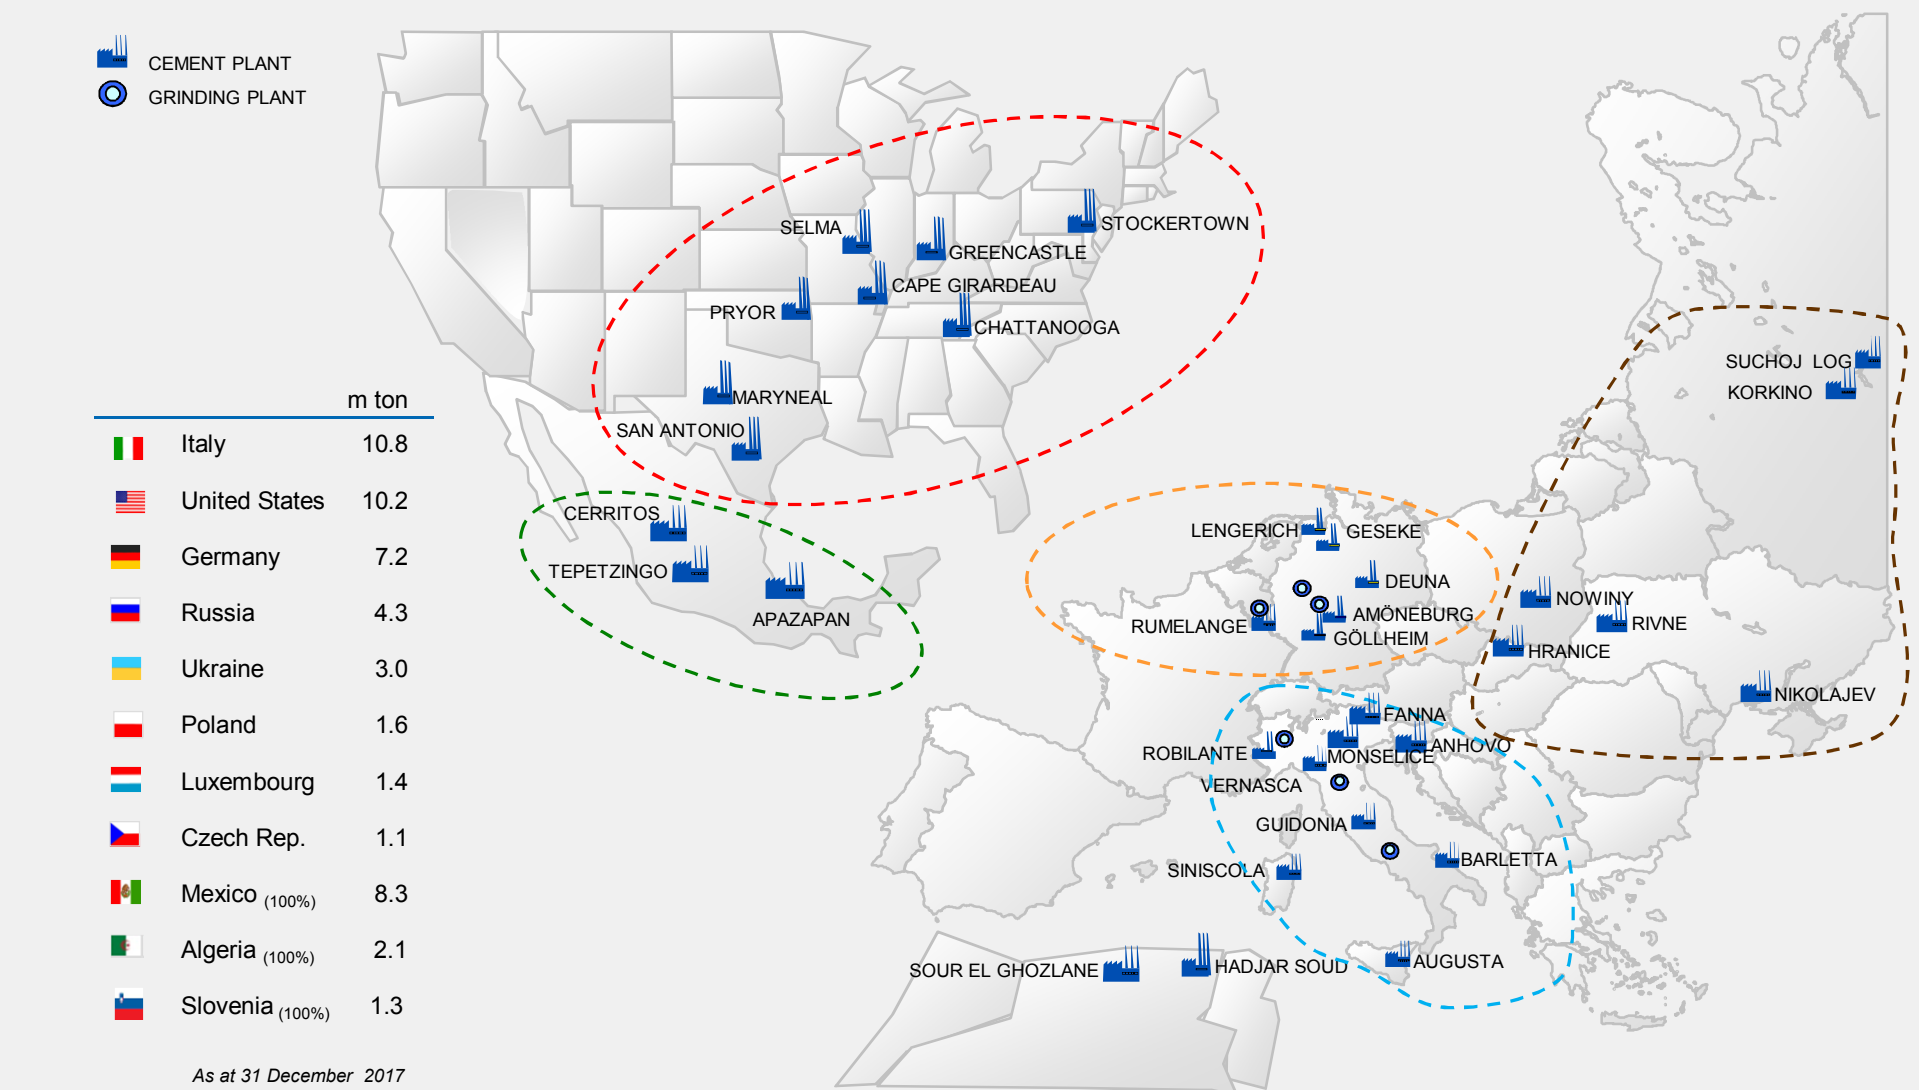 CEMENT PLANT
GRINDING PLANT
m ton
Italy 10.8
United States 10.2
Germany 7.2
Russia 4.3
Ukraine 3.0
Poland 1.6
Luxembourg 1.4
Czech Rep. 1.1
Mexico (100%) 8.3
Algeria (100%) 2.1
Slovenia (100%) 1.3
As at 31 December 2017
SELMA
STOCKERTOWN
GREENCASTLE
CAPE GIRARDEAU
PRYOR
CHATTANOOGA
MARYNEAL
SAN ANTONIO
CERRITOS
TEPETZINGO
APAZAPAN
SUCHOJ LOG
KORKINO
LENGERICH
GESEKE
DEUNA
AMÖNEBURG
RUMELANGE
GÖLLHEIM
NOWINY
RIVNE
HRANICE
NIKOLAJEV
FANNA
ANHOVO
ROBILANTE
MONSELICE
VERNASCA
GUIDONIA
BARLETTA
SINISCOLA
AUGUSTA
SOUR EL GHOZLANE
HADJAR SOUD